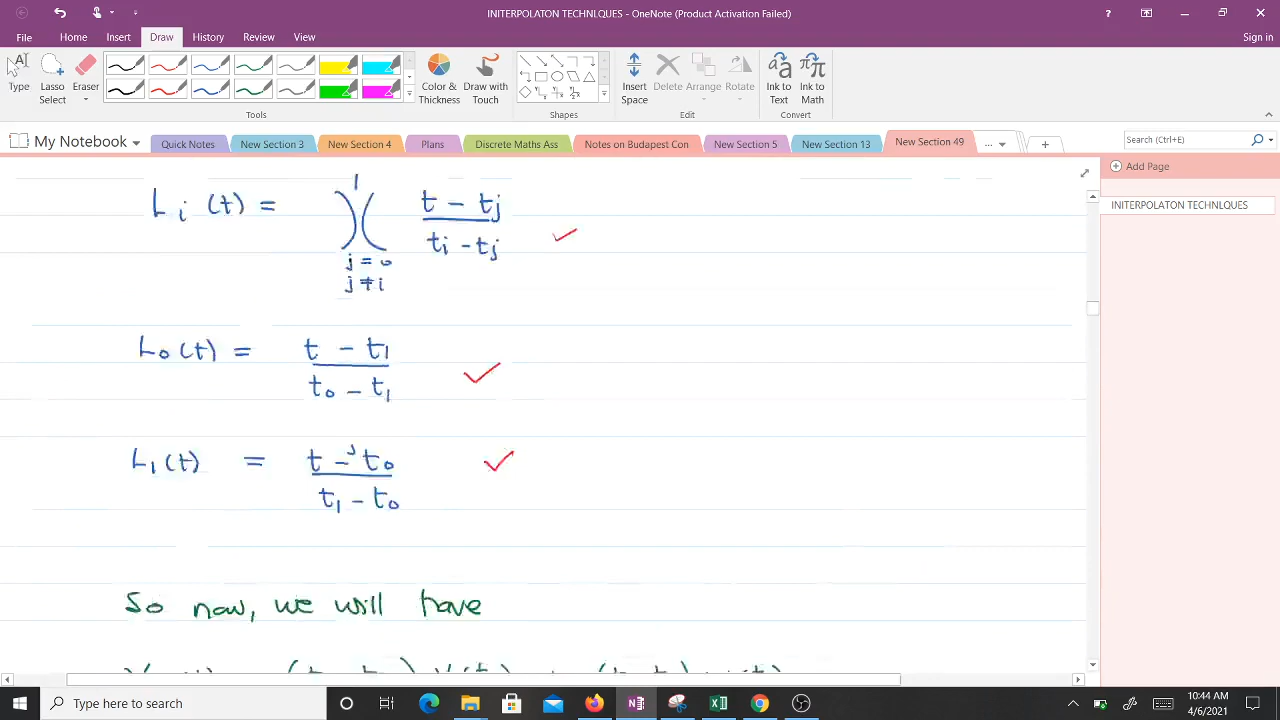 INITERPOLATON TECHNLQUES - OneNote (Product Activation Failed)
File Home Insert Draw History Review View
Sign in
Type
Lasso Select
Eraser
Color & Thickness
Draw with Touch
Insert Space
Delete
Arrange
Rotate
Ink to Text
Ink to Math
Tools
Shapes
Edit
Convert
My Notebook
Quick Notes
New Section 3
New Section 4
Plans
Discrete Maths Ass
Notes on Budapest Con
New Section 5
New Section 13
New Section 49
...
Search (Ctrl+E)
Add Page
INTERPOLATON TECHNLQUES
Li (t) =
1
j = 0
j ≠ i
t - tj
ti - tj
L0 (t) =
t - t1
t0 - t1
L1 (t) =
t - t0
t1 - t0
So now, we will have
Type here to search
10:44 AM
4/6/2021